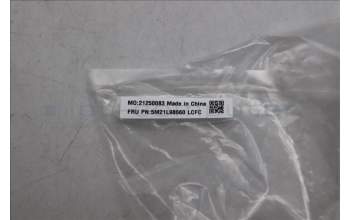 MO:21250083 Made in China
FRU PN:5M21L98660 LCFC